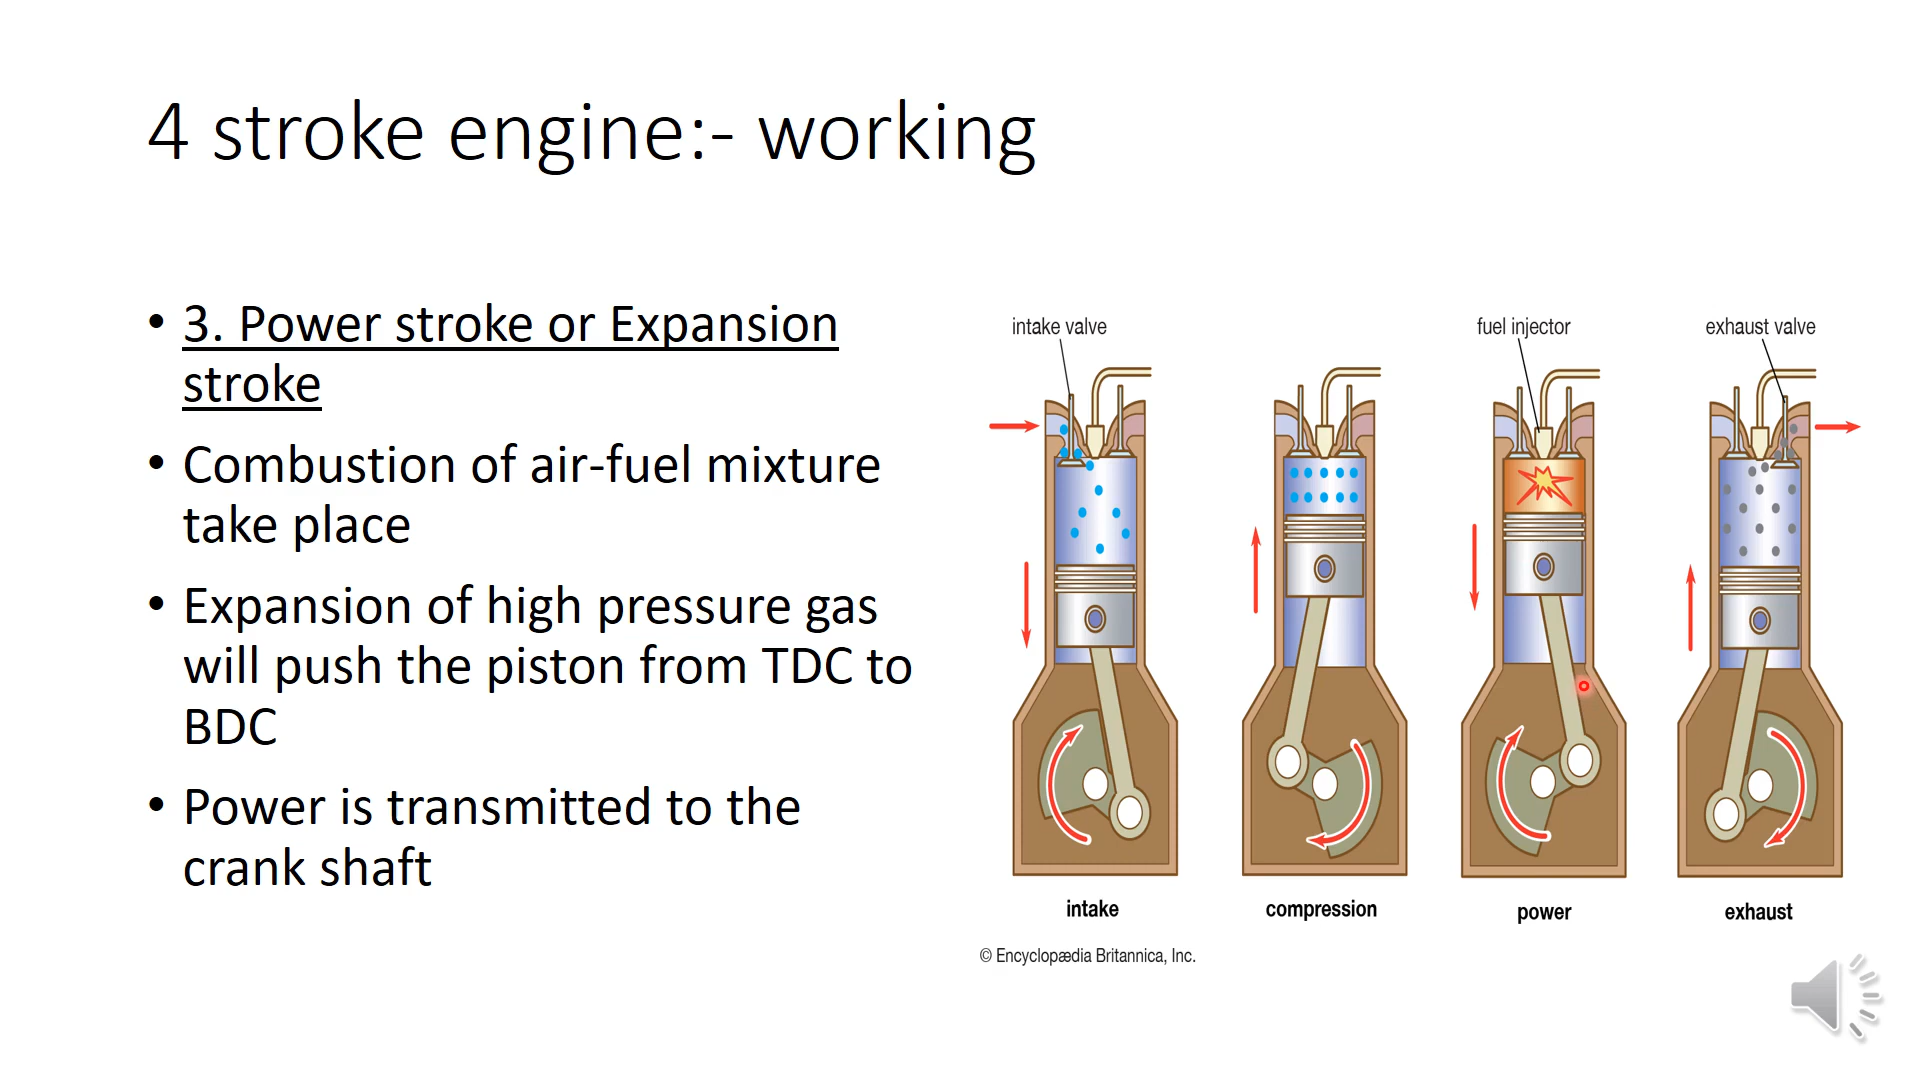 4 stroke engine:- working
• 3. Power stroke or Expansion
stroke
• Combustion of air-fuel mixture
take place
• Expansion of high pressure gas
will push the piston from TDC to
BDC
• Power is transmitted to the
crank shaft
intake valve
fuel injector
exhaust valve
intake
compression
power
exhaust
© Encyclopædia Britannica, Inc.